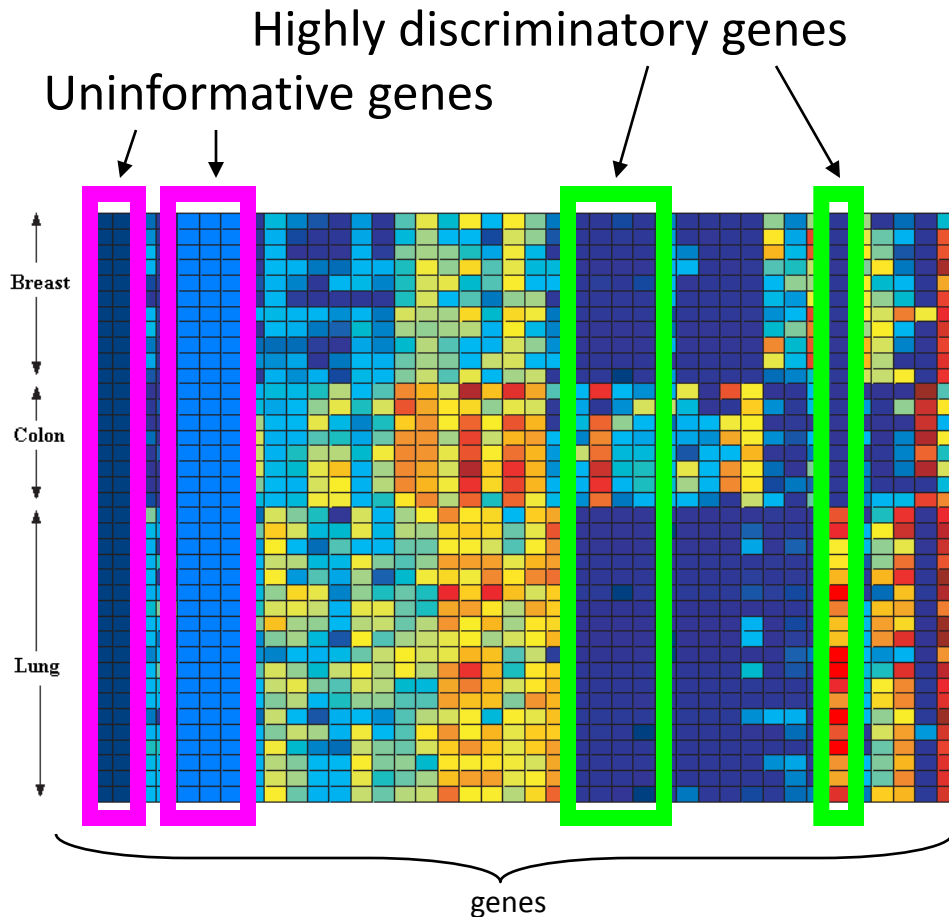 Highly discriminatory genes
Uninformative genes
Breast
Colon
Lung
genes